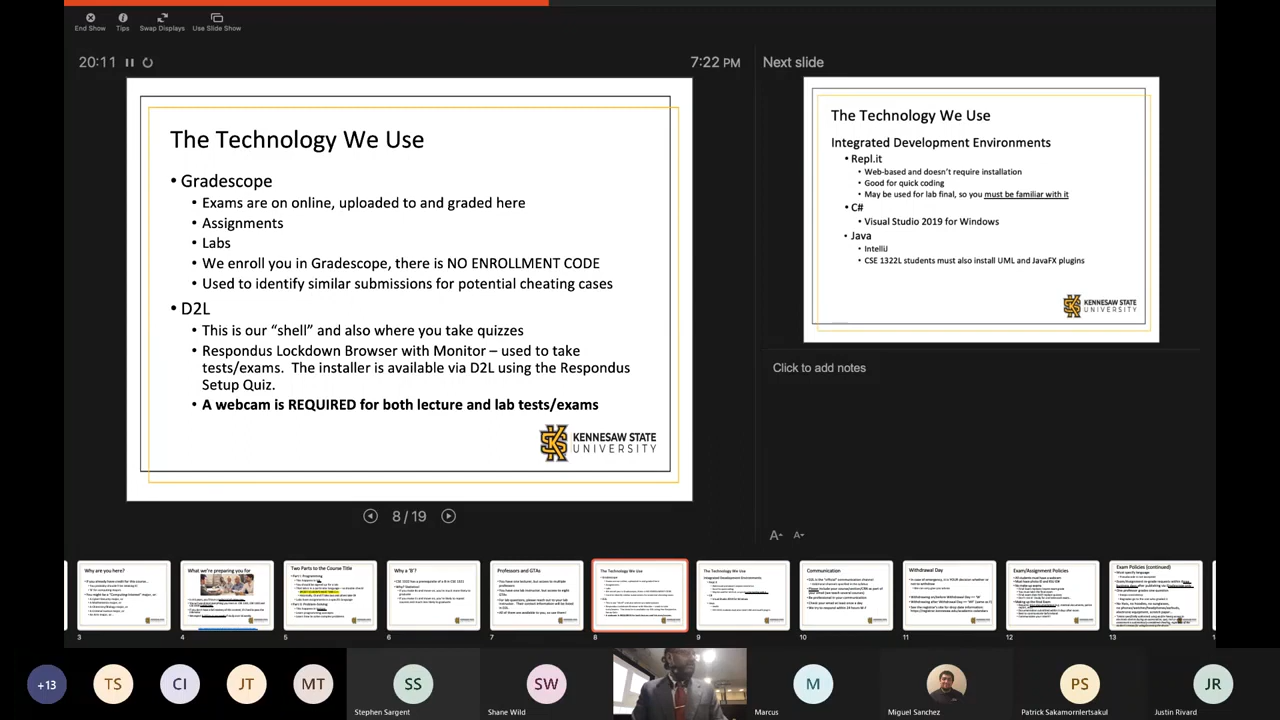 End Show
Tips
Swap Displays
Use Slide Show
20:11
7:22 PM
Next slide
The Technology We Use
• Gradescope
• Exams are on online, uploaded to and graded here
• Assignments
• Labs
• We enroll you in Gradescope, there is NO ENROLLMENT CODE
• Used to identify similar submissions for potential cheating cases
• D2L
• This is our “shell” and also where you take quizzes
• Respondus Lockdown Browser with Monitor – used to take
tests/exams. The installer is available via D2L using the Respondus
Setup Quiz.
• A webcam is REQUIRED for both lecture and lab tests/exams
KENNESAW STATE
UNIVERSITY
The Technology We Use
Integrated Development Environments
• Repl.it
• Web-based and doesn’t require installation
• Good for quick coding
• May be used for lab final, so you must be familiar with it
• C#
• Visual Studio 2019 for Windows
• Java
• IntelliJ
• CSE 1322L students must also install UML and JavaFX plugins
KENNESAW STATE
UNIVERSITY
Click to add notes
8 / 19
Why are you here?
What we're preparing you for
Two Parts to the Course Title
Why a 'B'?
Professors and GTAs
The Technology We Use
The Technology We Use
Integrated Development Environments
Communication
Withdrawal Day
Exam/Assignment Policies
Exam Policies (continued)
3
4
5
6
7
8
9
10
11
12
13
+13
TS
CI
JT
MT
SS
Stephen Sargent
SW
Shane Wild
M
Marcus
Miguel Sanchez
PS
Patrick Sakamornlertsakul
JR
Justin Rivard